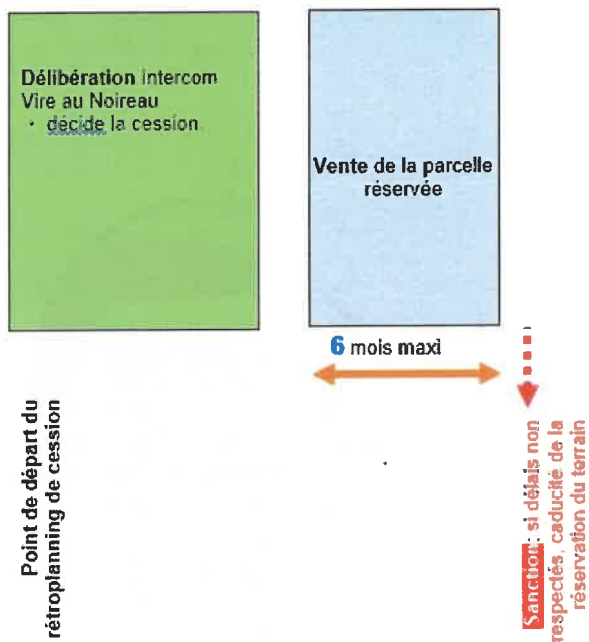 Délibération Intercom
Vire au Noireau
• décide la cession
Vente de la parcelle
réservée
6 mois maxi
Point de départ du
rétroplanning de cession
Sanction: si délais non
respectés, caducité de la
réservation du terrain